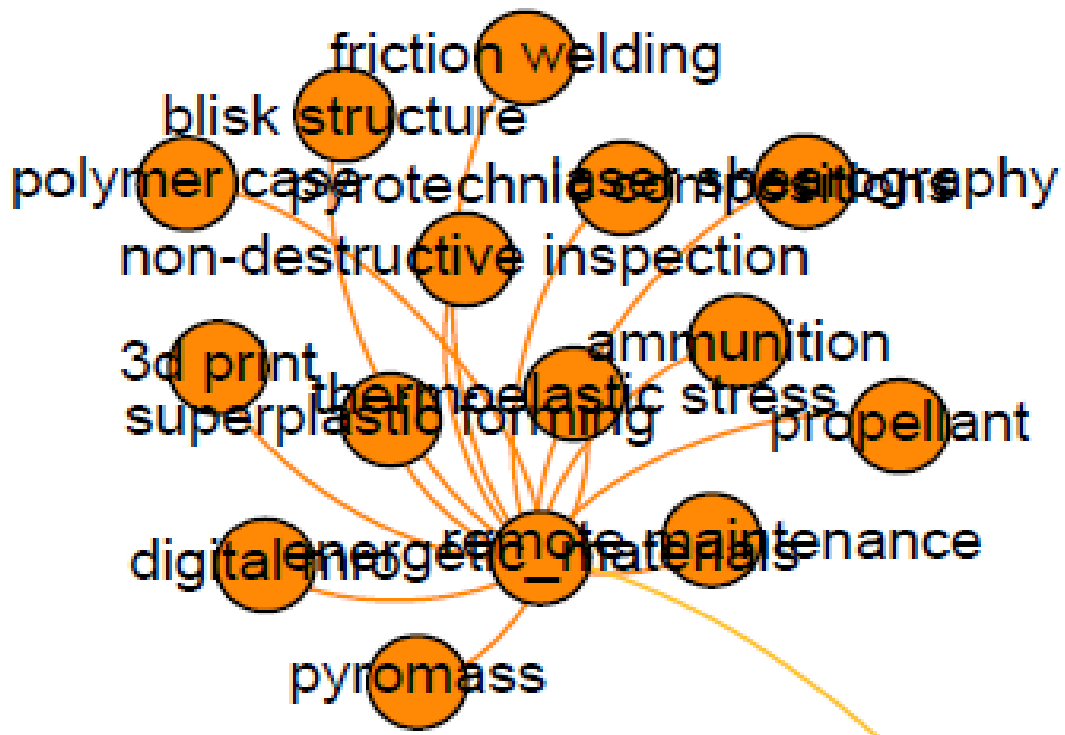 friction welding
blisk structure
polymer case
pyrotechnic compositions
laser shearography
non-destructive inspection
ammunition
3d print
thermoelastic stress
superplastic forming
propellant
remote maintenance
energetic_materials
digital mro
pyromass